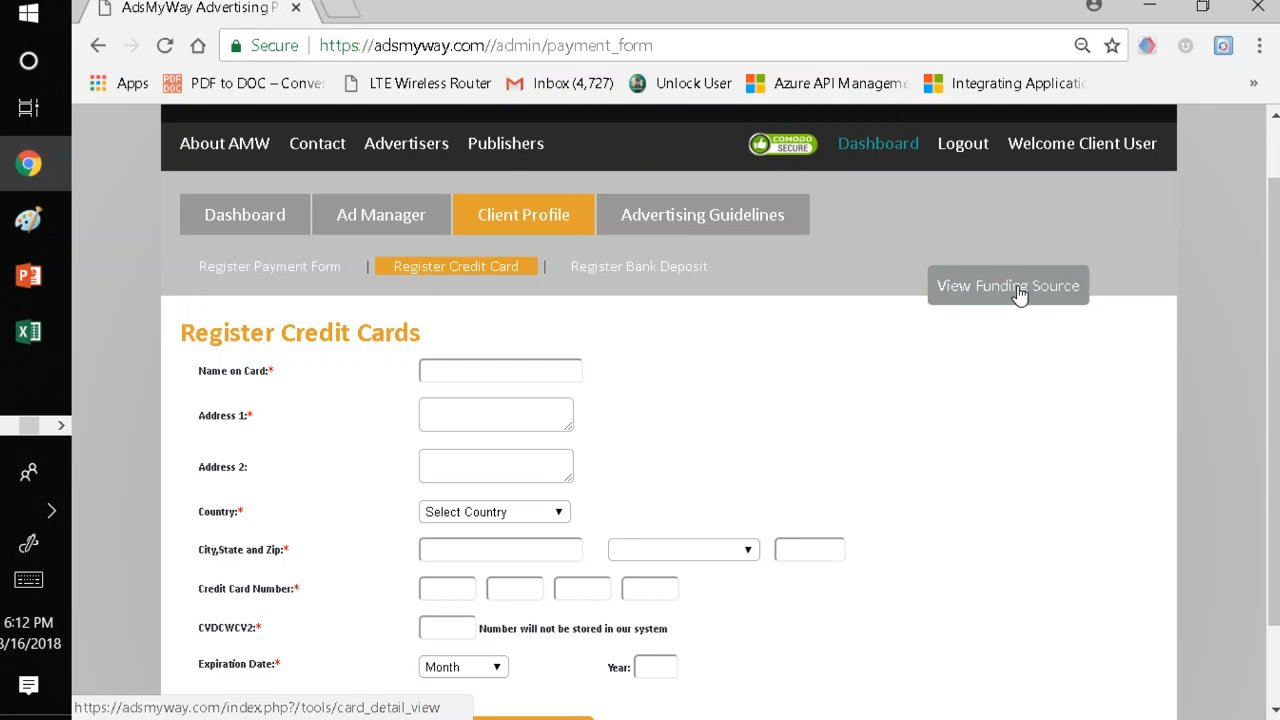 AdsMyWay Advertising P
Secure https://adsmyway.com//admin/payment_form
Apps PDF to DOC – Conver LTE Wireless Router Inbox (4,727) Unlock User Azure API Manageme Integrating Applicatio »
About AMW Contact Advertisers Publishers COMODO SECURE Dashboard Logout Welcome Client User
Dashboard Ad Manager Client Profile Advertising Guidelines
Register Payment Form | Register Credit Card | Register Bank Deposit
View Funding Source
Register Credit Cards
Name on Card:*
Address 1:*
Address 2:
Country:* Select Country
City,State and Zip:*
Credit Card Number:*
CVDCWCV2:* Number will not be stored in our system
Expiration Date:* Month Year:
https://adsmyway.com/index.php?/tools/card_detail_view
6:12 PM
3/16/2018